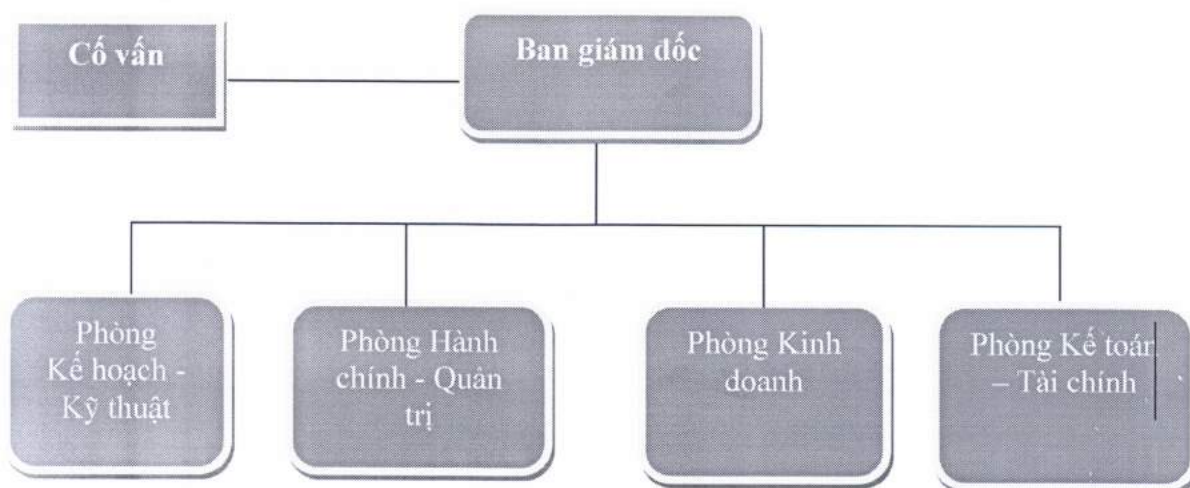 Cố vấn
Ban giám đốc
Phòng
Kế hoạch -
Kỹ thuật
Phòng Hành
chính - Quản
trị
Phòng Kinh
doanh
Phòng Kế toán
– Tài chính